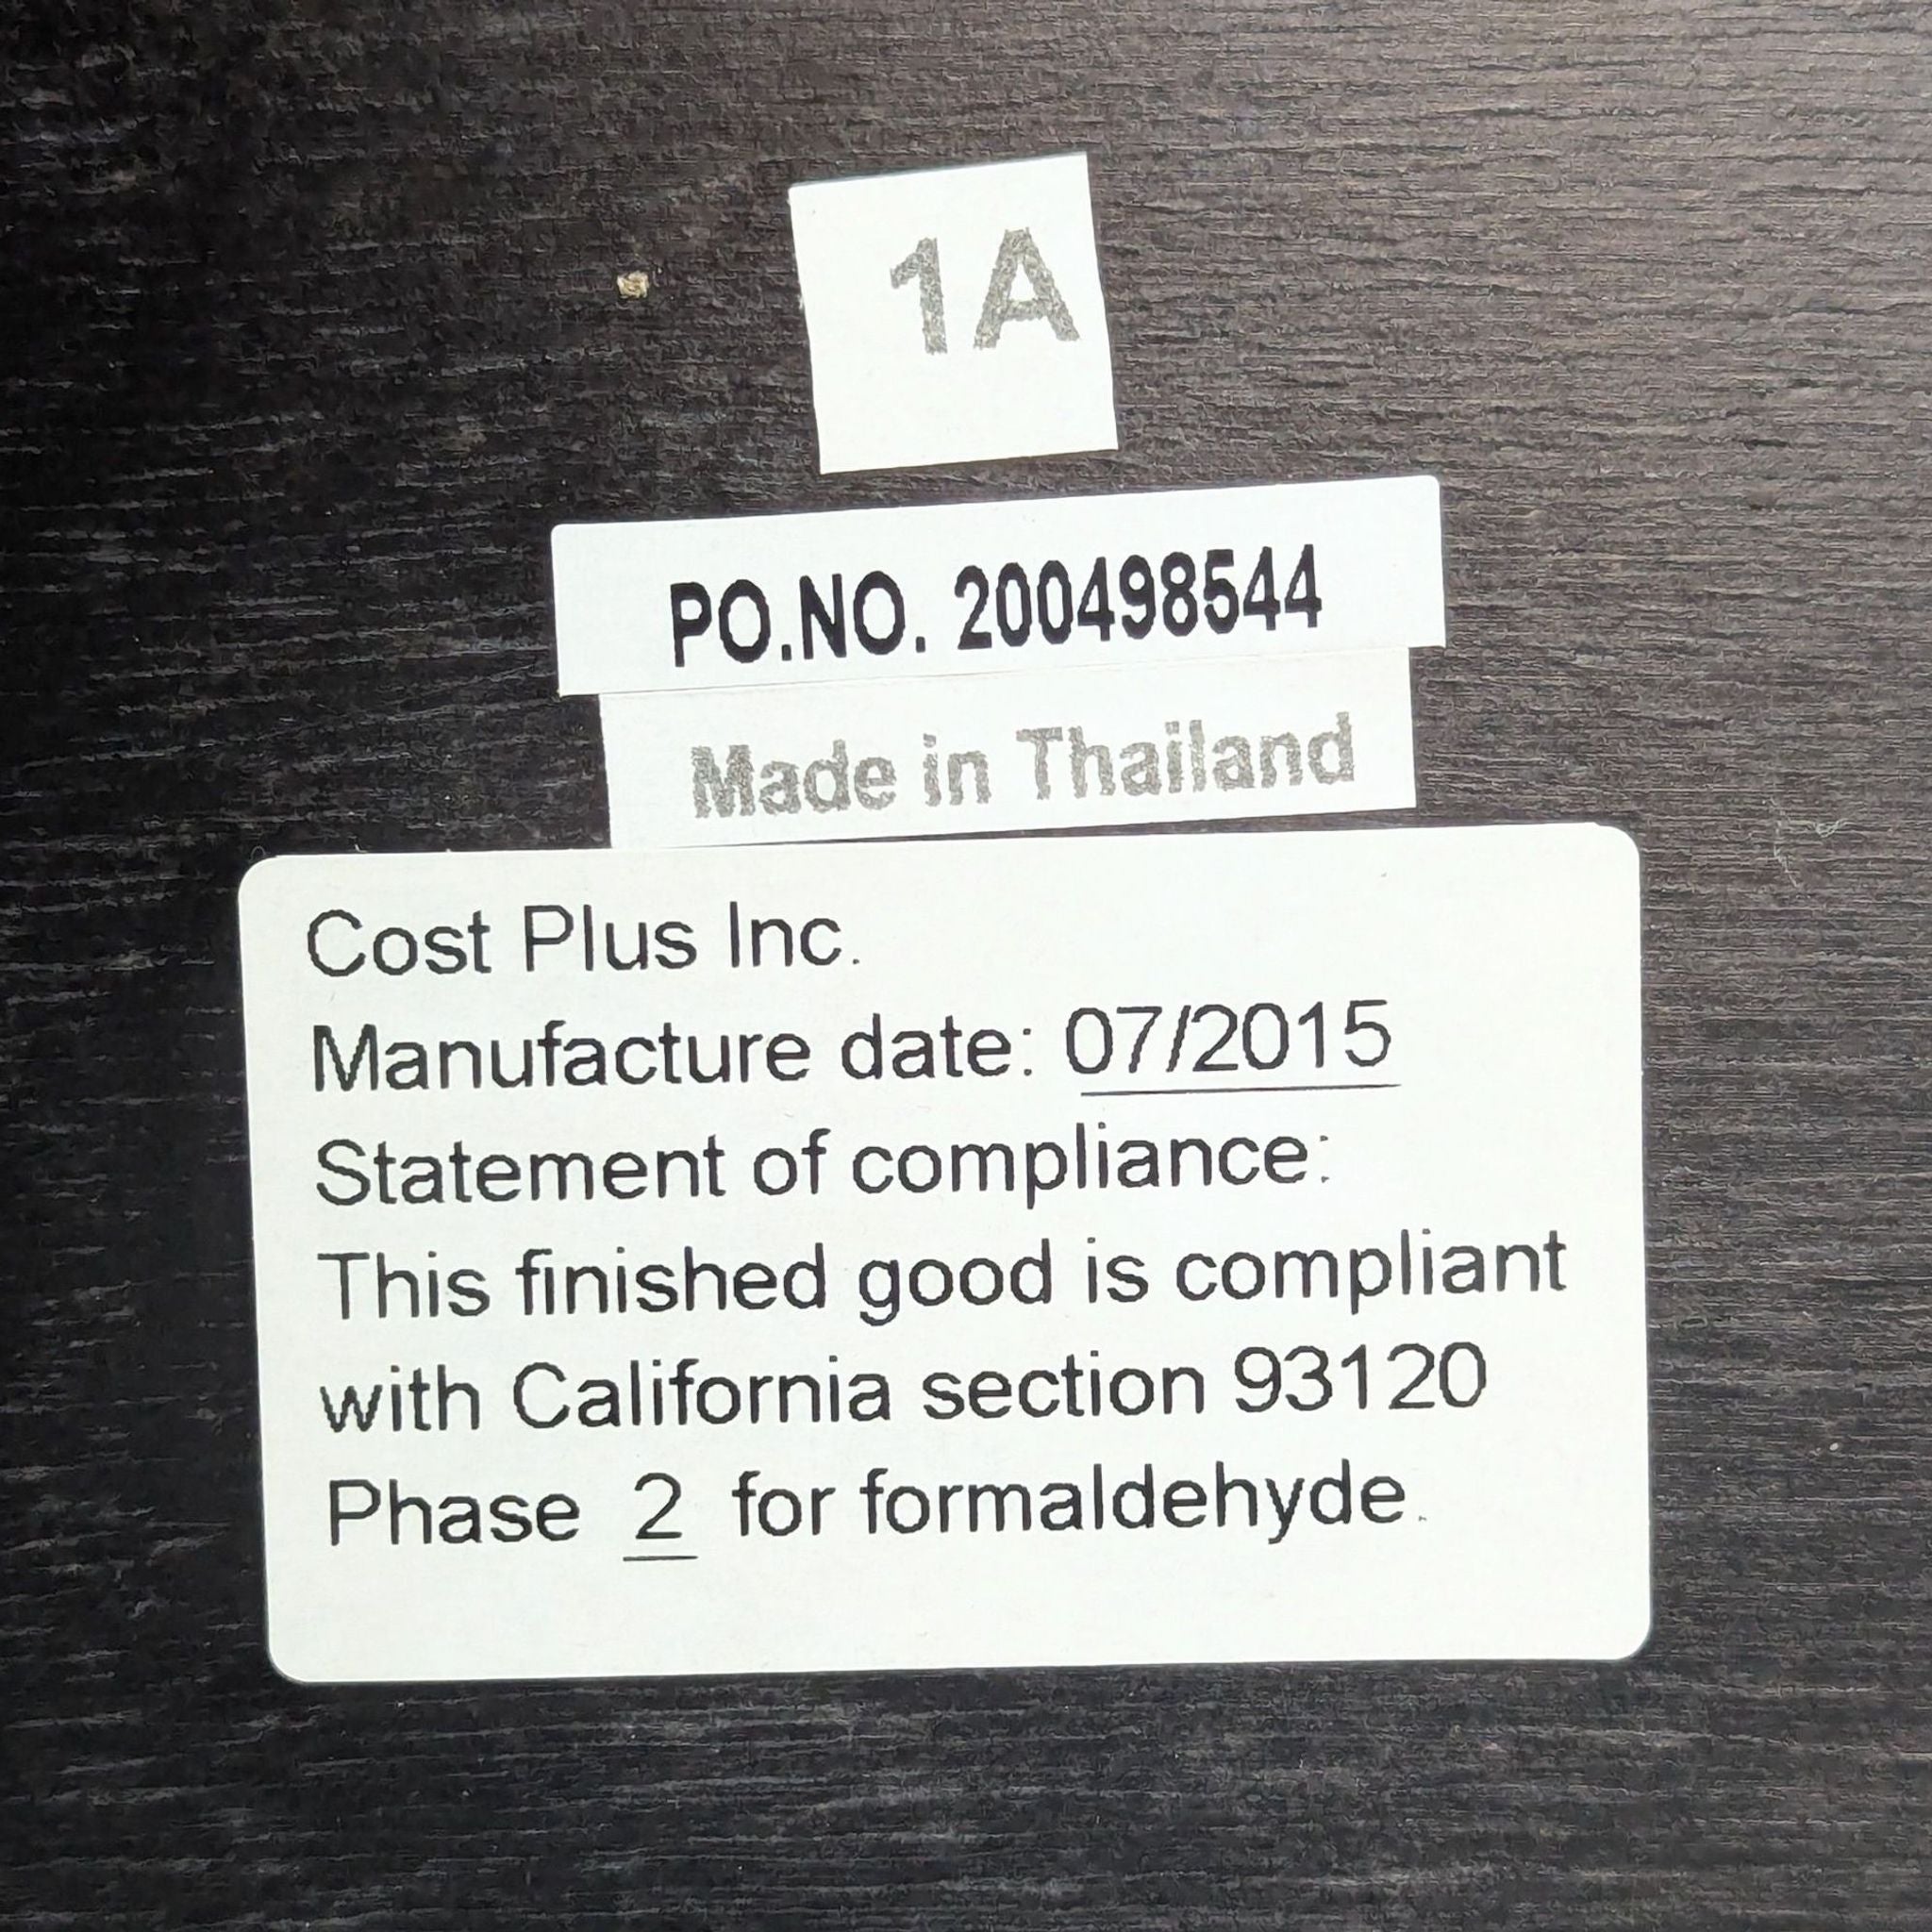 1A
PO.NO. 200498544
Made in Thailand
Cost Plus Inc.
Manufacture date: 07/2015
Statement of compliance:
This finished good is compliant
with California section 93120
Phase 2 for formaldehyde.